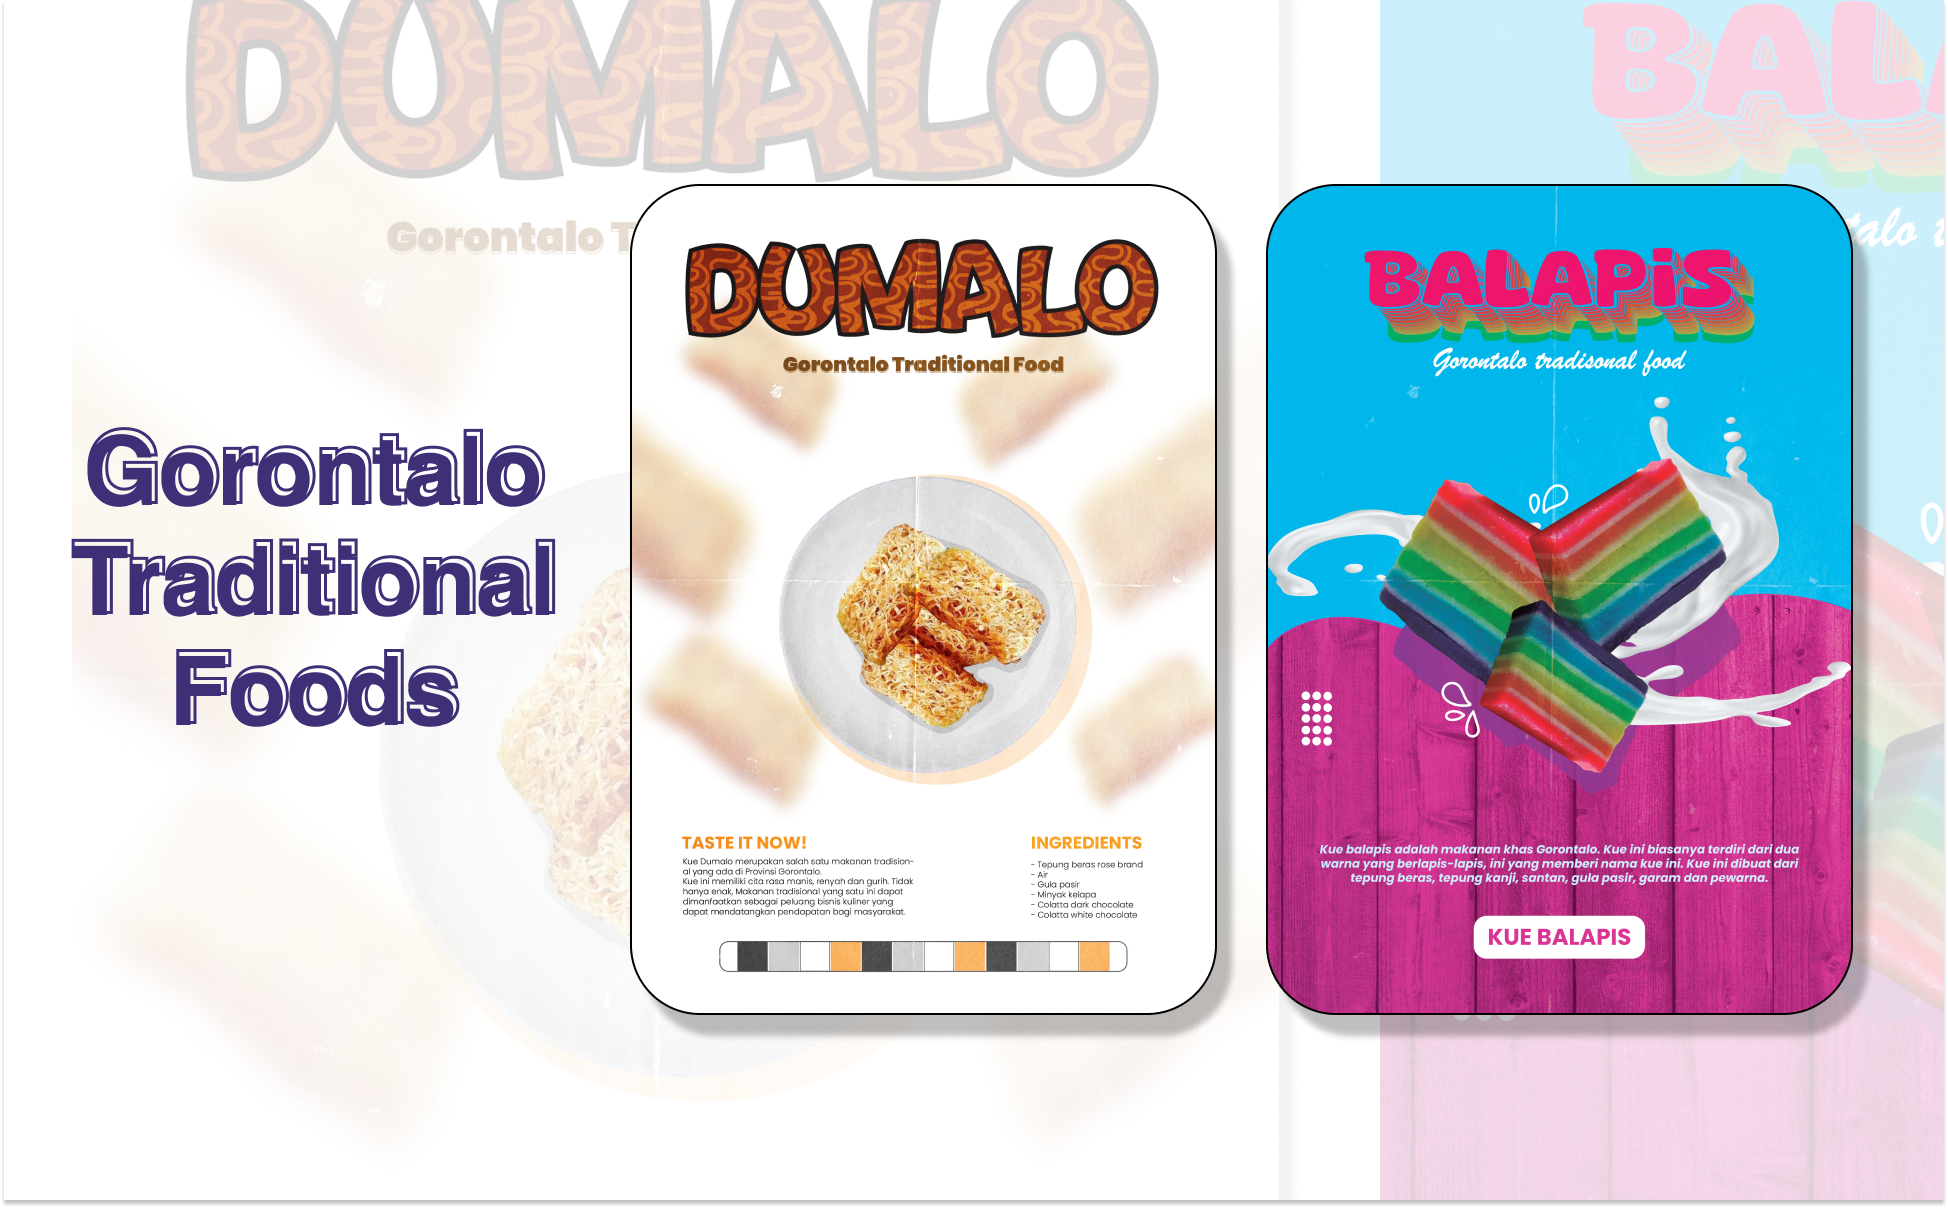 DUMALO
BALA
Gorontalo T
talo t
Gorontalo
Traditional
Foods
DUMALO
Gorontalo Traditional Food
TASTE IT NOW!
Kue Dumalo merupakan salah satu makanan tradision-
al yang ada di Provinsi Gorontalo.
Kue ini memiliki cita rasa manis, renyah dan gurih. Tidak
hanya enak, Makanan tradisional yang satu ini dapat
dimanfaatkan sebagai peluang bisnis kuliner yang
dapat mendatangkan pendapatan bagi masyarakat.
INGREDIENTS
- Tepung beras rose brand
- Air
- Gula pasir
- Minyak kelapa
- Colatta dark chocolate
- Colatta white chocolate
BALAPiS
Gorontalo tradisonal food
Kue balapis adalah makanan khas Gorontalo. Kue ini biasanya terdiri dari dua
warna yang berlapis-lapis, ini yang memberi nama kue ini. Kue ini dibuat dari
tepung beras, tepung kanji, santan, gula pasir, garam dan pewarna.
KUE BALAPIS